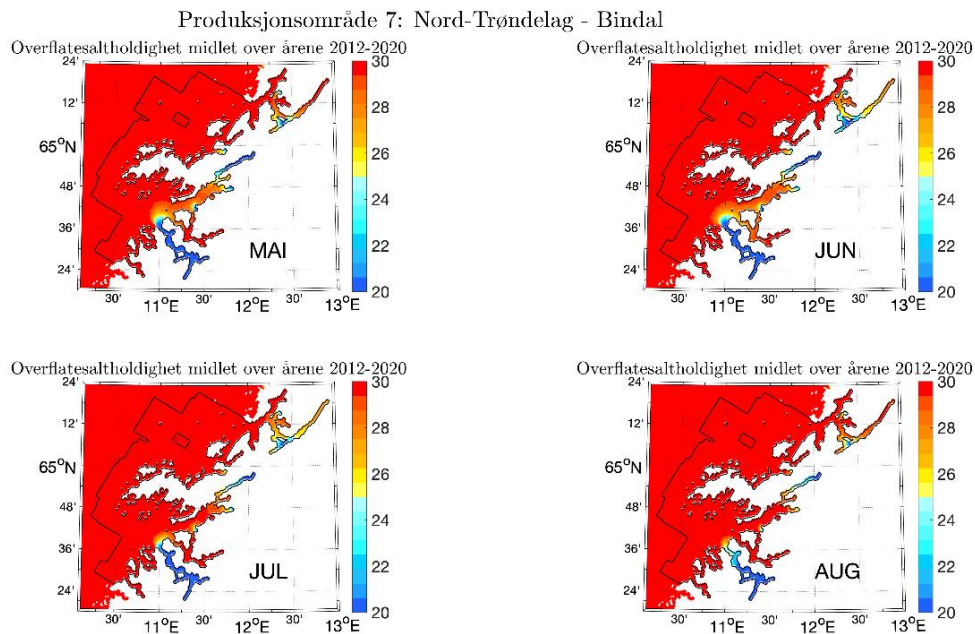 Produksjonsområde 7: Nord-Trøndelag - Bindal
Overflatesaltholdighet midlet over årene 2012-2020
24'
12'
65°N
48'
36'
24'
30'
11°E
30'
12°E
30'
13°E
MAI
30
28
26
24
22
20
Overflatesaltholdighet midlet over årene 2012-2020
24'
12'
65°N
48'
36'
24'
30'
11°E
30'
12°E
30'
13°E
JUN
30
28
26
24
22
20
Overflatesaltholdighet midlet over årene 2012-2020
24'
12'
65°N
48'
36'
24'
30'
11°E
30'
12°E
30'
13°E
JUL
30
28
26
24
22
20
Overflatesaltholdighet midlet over årene 2012-2020
24'
12'
65°N
48'
36'
24'
30'
11°E
30'
12°E
30'
13°E
AUG
30
28
26
24
22
20